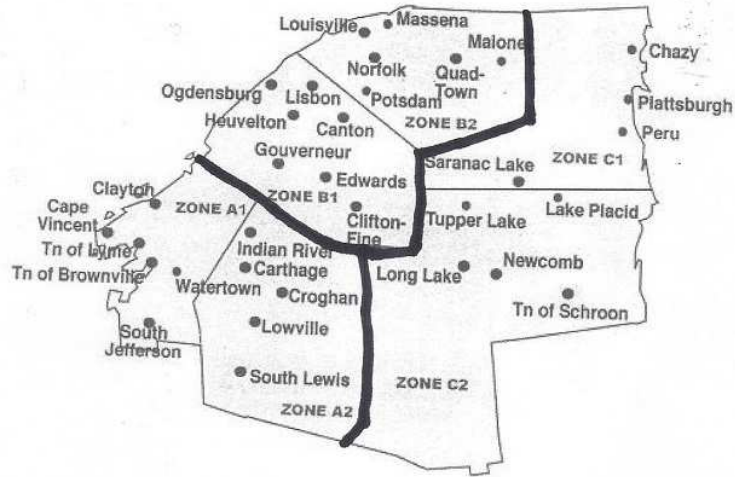 Louisville
Massena
Malone
Chazy
Norfolk
Quad-
Town
Ogdensburg
Lisbon
Potsdam
Plattsburgh
Heuvelton
Canton
ZONE B2
Peru
Gouverneur
Saranac Lake
ZONE C1
Edwards
Clayton
ZONE B1
Cape
Vincent
ZONE A1
Clifton-
Fine
Tupper Lake
Lake Placid
Tn of Lyme
Indian River
Tn of Brownville
Carthage
Long Lake
Newcomb
Watertown
Croghan
Tn of Schroon
South
Jefferson
Lowville
South Lewis
ZONE C2
ZONE A2